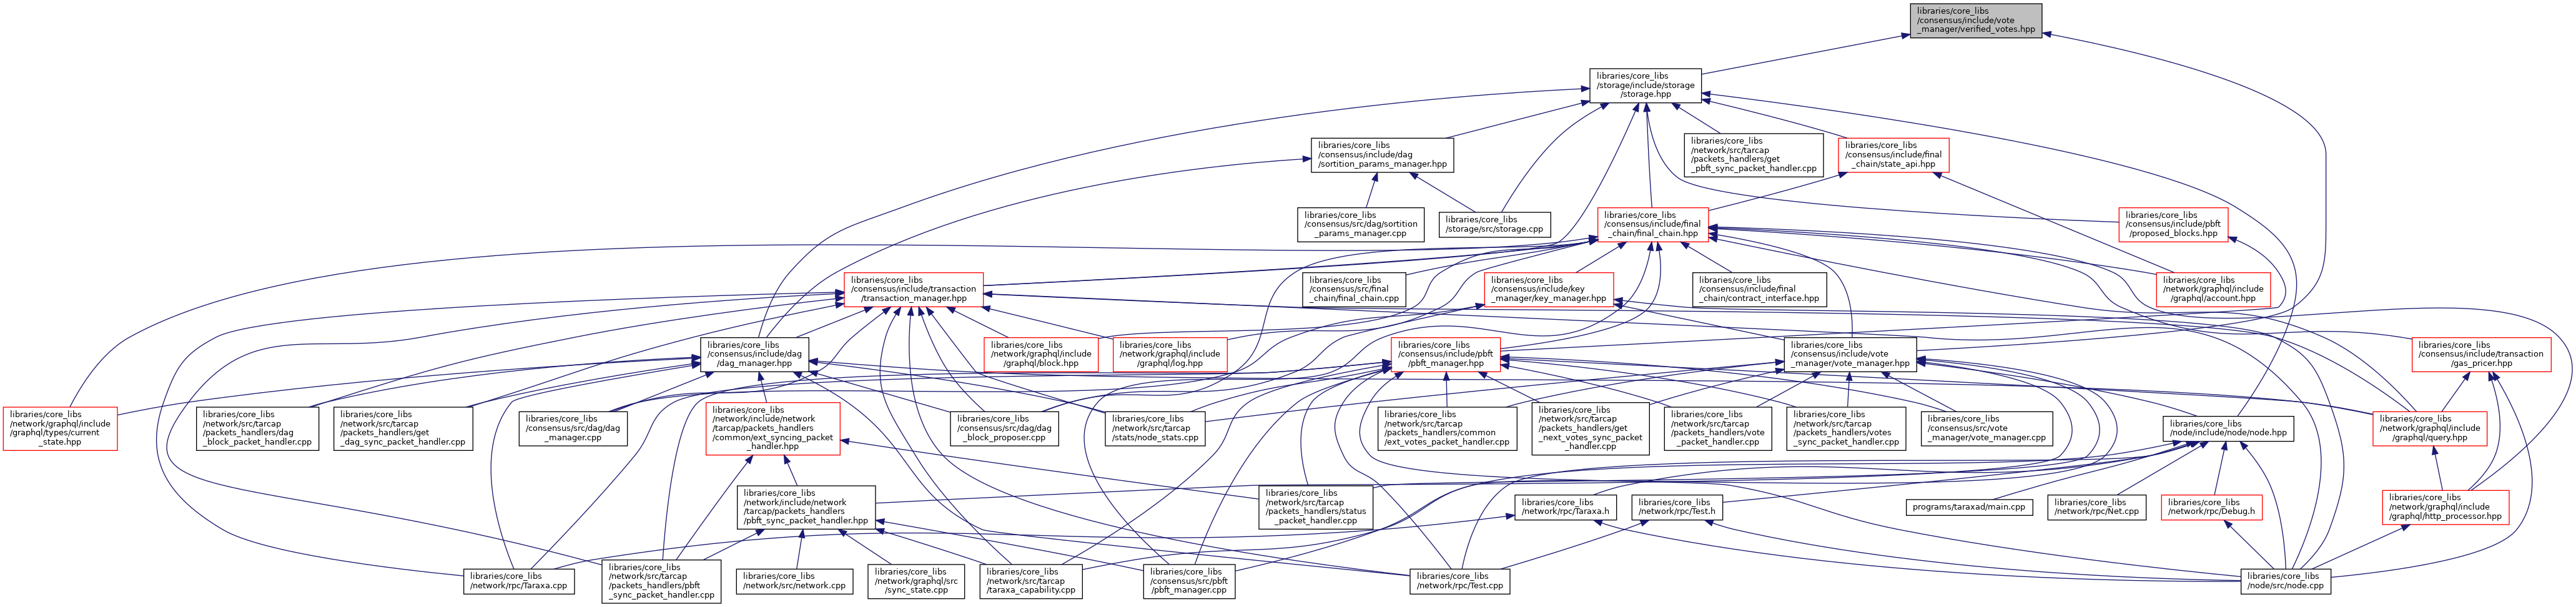 libraries/core_libs
/consensus/include/vote
_manager/verified_votes.hpp
libraries/core_libs
/storage/include/storage
/storage.hpp
libraries/core_libs
/consensus/include/dag
/sortition_params_manager.hpp
libraries/core_libs
/network/src/tarcap
/packets_handlers/get
_pbft_sync_packet_handler.cpp
libraries/core_libs
/consensus/include/final
_chain/state_api.hpp
libraries/core_libs
/consensus/src/dag/sortition
_params_manager.cpp
libraries/core_libs
/storage/src/storage.cpp
libraries/core_libs
/consensus/include/final
_chain/final_chain.hpp
libraries/core_libs
/consensus/include/pbft
/proposed_blocks.hpp
libraries/core_libs
/consensus/include/transaction
/transaction_manager.hpp
libraries/core_libs
/consensus/src/final
_chain/final_chain.cpp
libraries/core_libs
/consensus/include/key
_manager/key_manager.hpp
libraries/core_libs
/consensus/include/final
_chain/contract_interface.hpp
libraries/core_libs
/network/graphql/include
/graphql/account.hpp
libraries/core_libs
/consensus/include/dag
/dag_manager.hpp
libraries/core_libs
/network/graphql/include
/graphql/block.hpp
libraries/core_libs
/network/graphql/include
/graphql/log.hpp
libraries/core_libs
/consensus/include/pbft
/pbft_manager.hpp
libraries/core_libs
/consensus/include/vote
_manager/vote_manager.hpp
libraries/core_libs
/consensus/include/transaction
/gas_pricer.hpp
libraries/core_libs
/network/graphql/include
/graphql/types/current
_state.hpp
libraries/core_libs
/network/src/tarcap
/packets_handlers/dag
_block_packet_handler.cpp
libraries/core_libs
/network/src/tarcap
/packets_handlers/get
_dag_sync_packet_handler.cpp
libraries/core_libs
/consensus/src/dag/dag
_manager.cpp
libraries/core_libs
/network/include/network
/tarcap/packets_handlers
/common/ext_syncing_packet
_handler.hpp
libraries/core_libs
/consensus/src/dag/dag
_block_proposer.cpp
libraries/core_libs
/network/src/tarcap
/stats/node_stats.cpp
libraries/core_libs
/network/src/tarcap
/packets_handlers/common
/ext_votes_packet_handler.cpp
libraries/core_libs
/network/src/tarcap
/packets_handlers/get
_next_votes_sync_packet
_handler.cpp
libraries/core_libs
/network/src/tarcap
/packets_handlers/vote
_packet_handler.cpp
libraries/core_libs
/network/src/tarcap
/packets_handlers/votes
_sync_packet_handler.cpp
libraries/core_libs
/consensus/src/vote
_manager/vote_manager.cpp
libraries/core_libs
/node/include/node/node.hpp
libraries/core_libs
/network/graphql/include
/graphql/query.hpp
libraries/core_libs
/network/include/network
/tarcap/packets_handlers
/pbft_sync_packet_handler.hpp
libraries/core_libs
/network/src/tarcap
/packets_handlers/status
_packet_handler.cpp
libraries/core_libs
/network/rpc/Taraxa.h
libraries/core_libs
/network/rpc/Test.h
programs/taraxad/main.cpp
libraries/core_libs
/network/rpc/Net.cpp
libraries/core_libs
/network/rpc/Debug.h
libraries/core_libs
/network/graphql/include
/graphql/http_processor.hpp
libraries/core_libs
/network/rpc/Taraxa.cpp
libraries/core_libs
/network/src/tarcap
/packets_handlers/pbft
_sync_packet_handler.cpp
libraries/core_libs
/network/src/network.cpp
libraries/core_libs
/network/graphql/src
/sync_state.cpp
libraries/core_libs
/network/src/tarcap
/taraxa_capability.cpp
libraries/core_libs
/consensus/src/pbft
/pbft_manager.cpp
libraries/core_libs
/network/rpc/Test.cpp
libraries/core_libs
/node/src/node.cpp